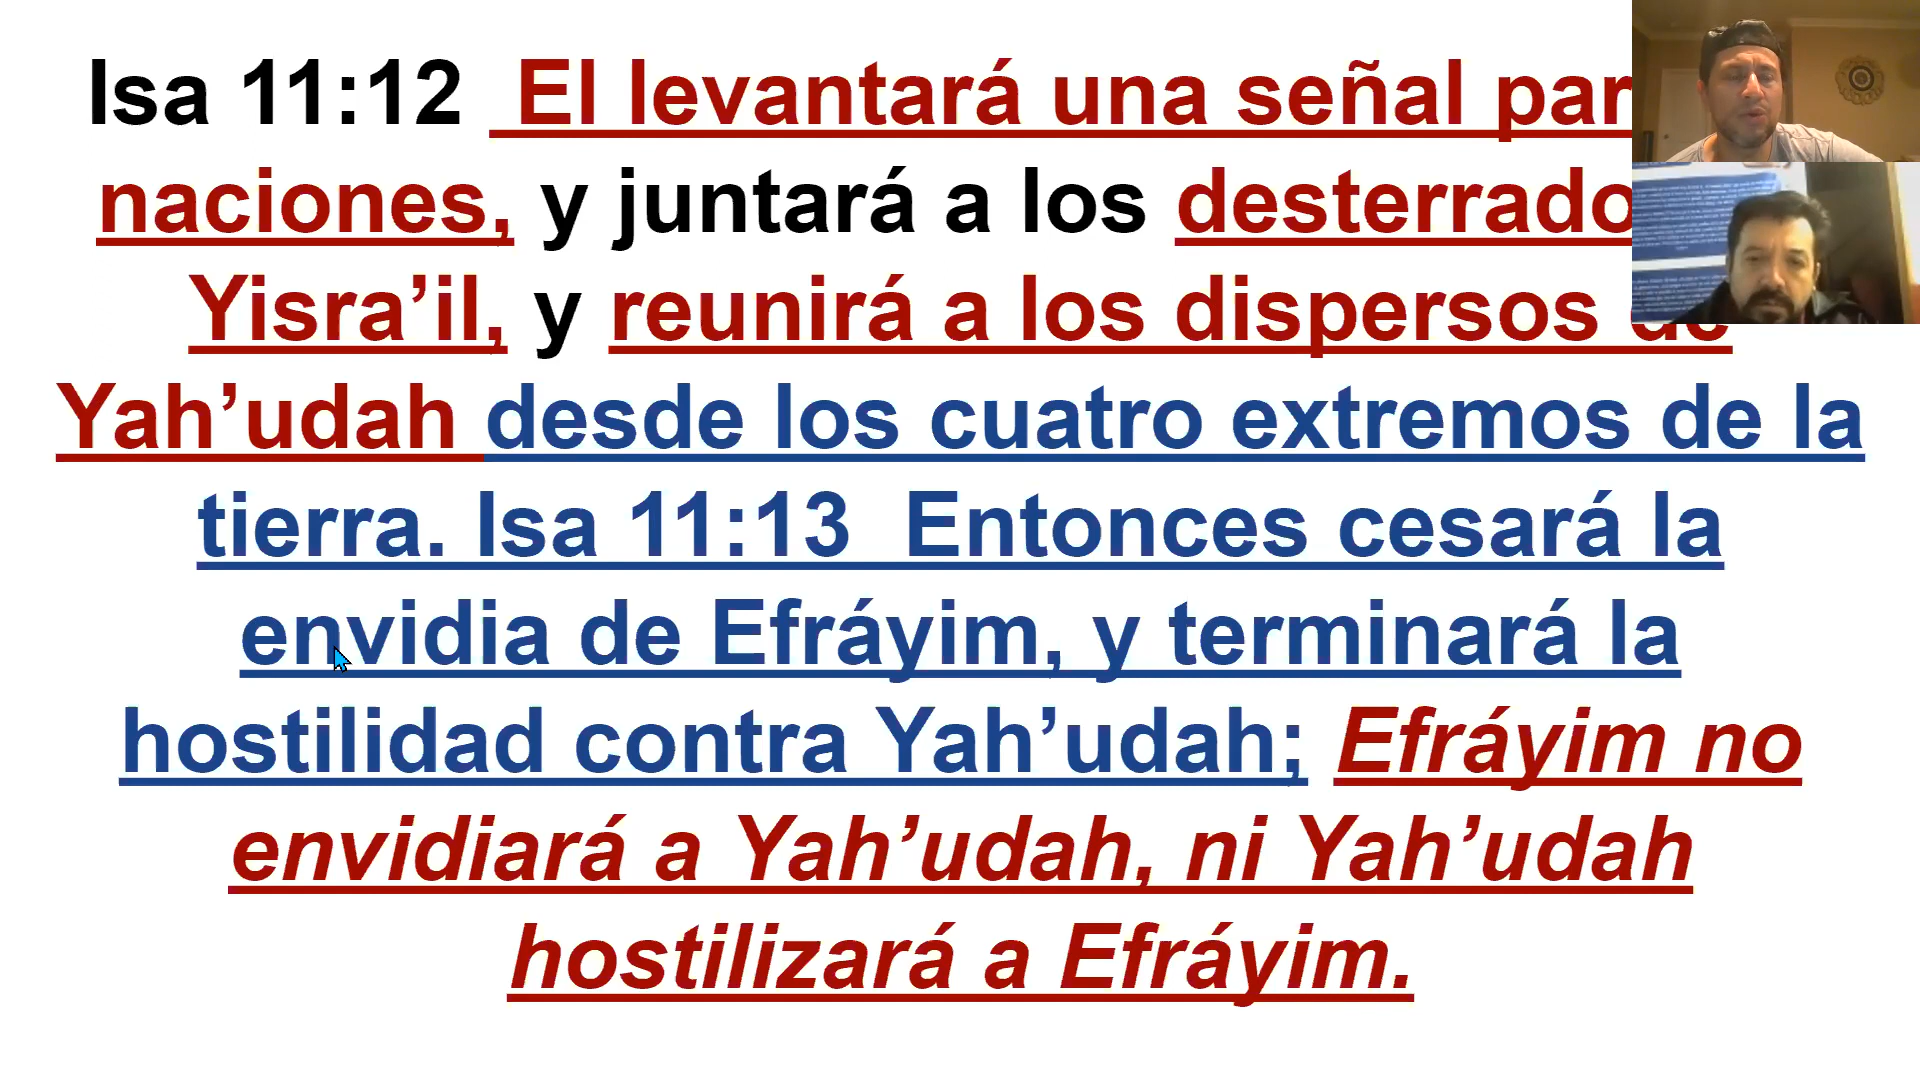 Isa 11:12 El levantará una señal par
naciones, y juntará a los desterrado
Yisra’il, y reunirá a los dispersos de
Yah’udah desde los cuatro extremos de la
tierra. Isa 11:13 Entonces cesará la
envidia de Efráyim, y terminará la
hostilidad contra Yah’udah; Efráyim no
envidiará a Yah’udah, ni Yah’udah
hostilizará a Efráyim.